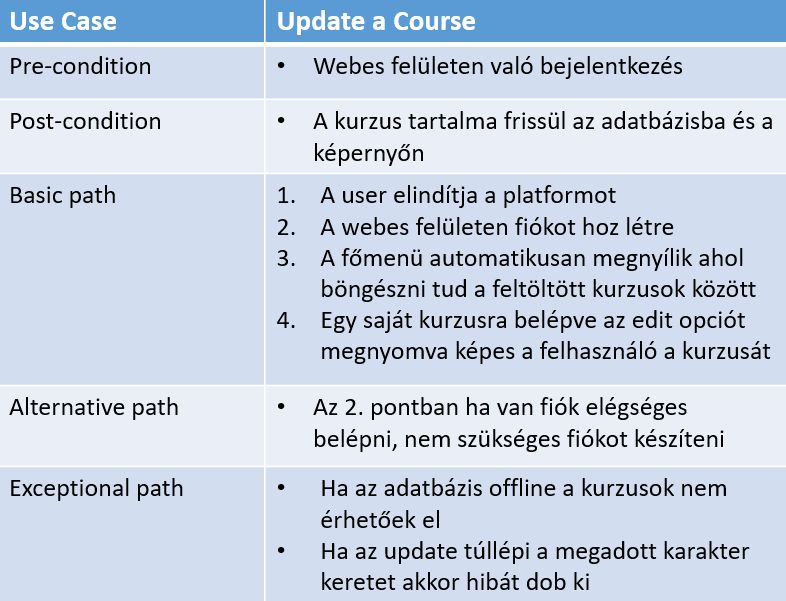 Use Case
Update a Course
Pre-condition
• Webes felületen való bejelentkezés
Post-condition
• A kurzus tartalma frissül az adatbázisba és a
képernyőn
Basic path
1. A user elindítja a platformot
2. A webes felületen fiókot hoz létre
3. A főmenü automatikusan megnyílik ahol
böngészni tud a feltöltött kurzusok között
4. Egy saját kurzusra belépve az edit opciót
megnyomva képes a felhasználó a kurzusát
Alternative path
• Az 2. pontban ha van fiók elégséges
belépni, nem szükséges fiókot készíteni
Exceptional path
• Ha az adatbázis offline a kurzusok nem
érhetőek el
• Ha az update túllépi a megadott karakter
keretet akkor hibát dob ki